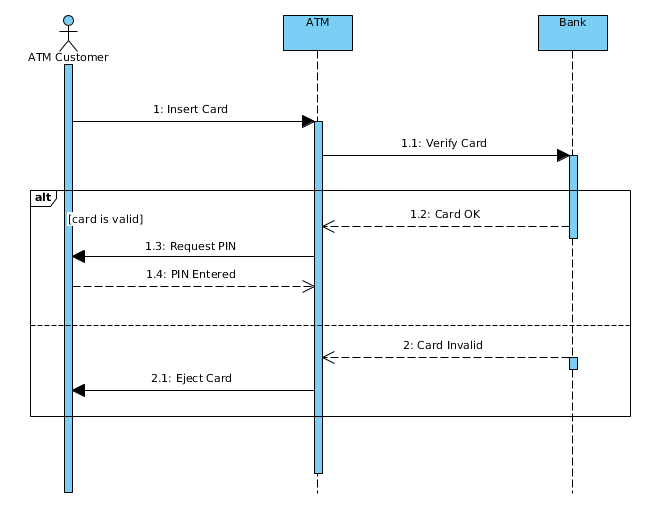 ATM Customer
ATM
Bank
1: Insert Card
1.1: Verify Card
alt
[card is valid]
1.2: Card OK
1.3: Request PIN
1.4: PIN Entered
2: Card Invalid
2.1: Eject Card